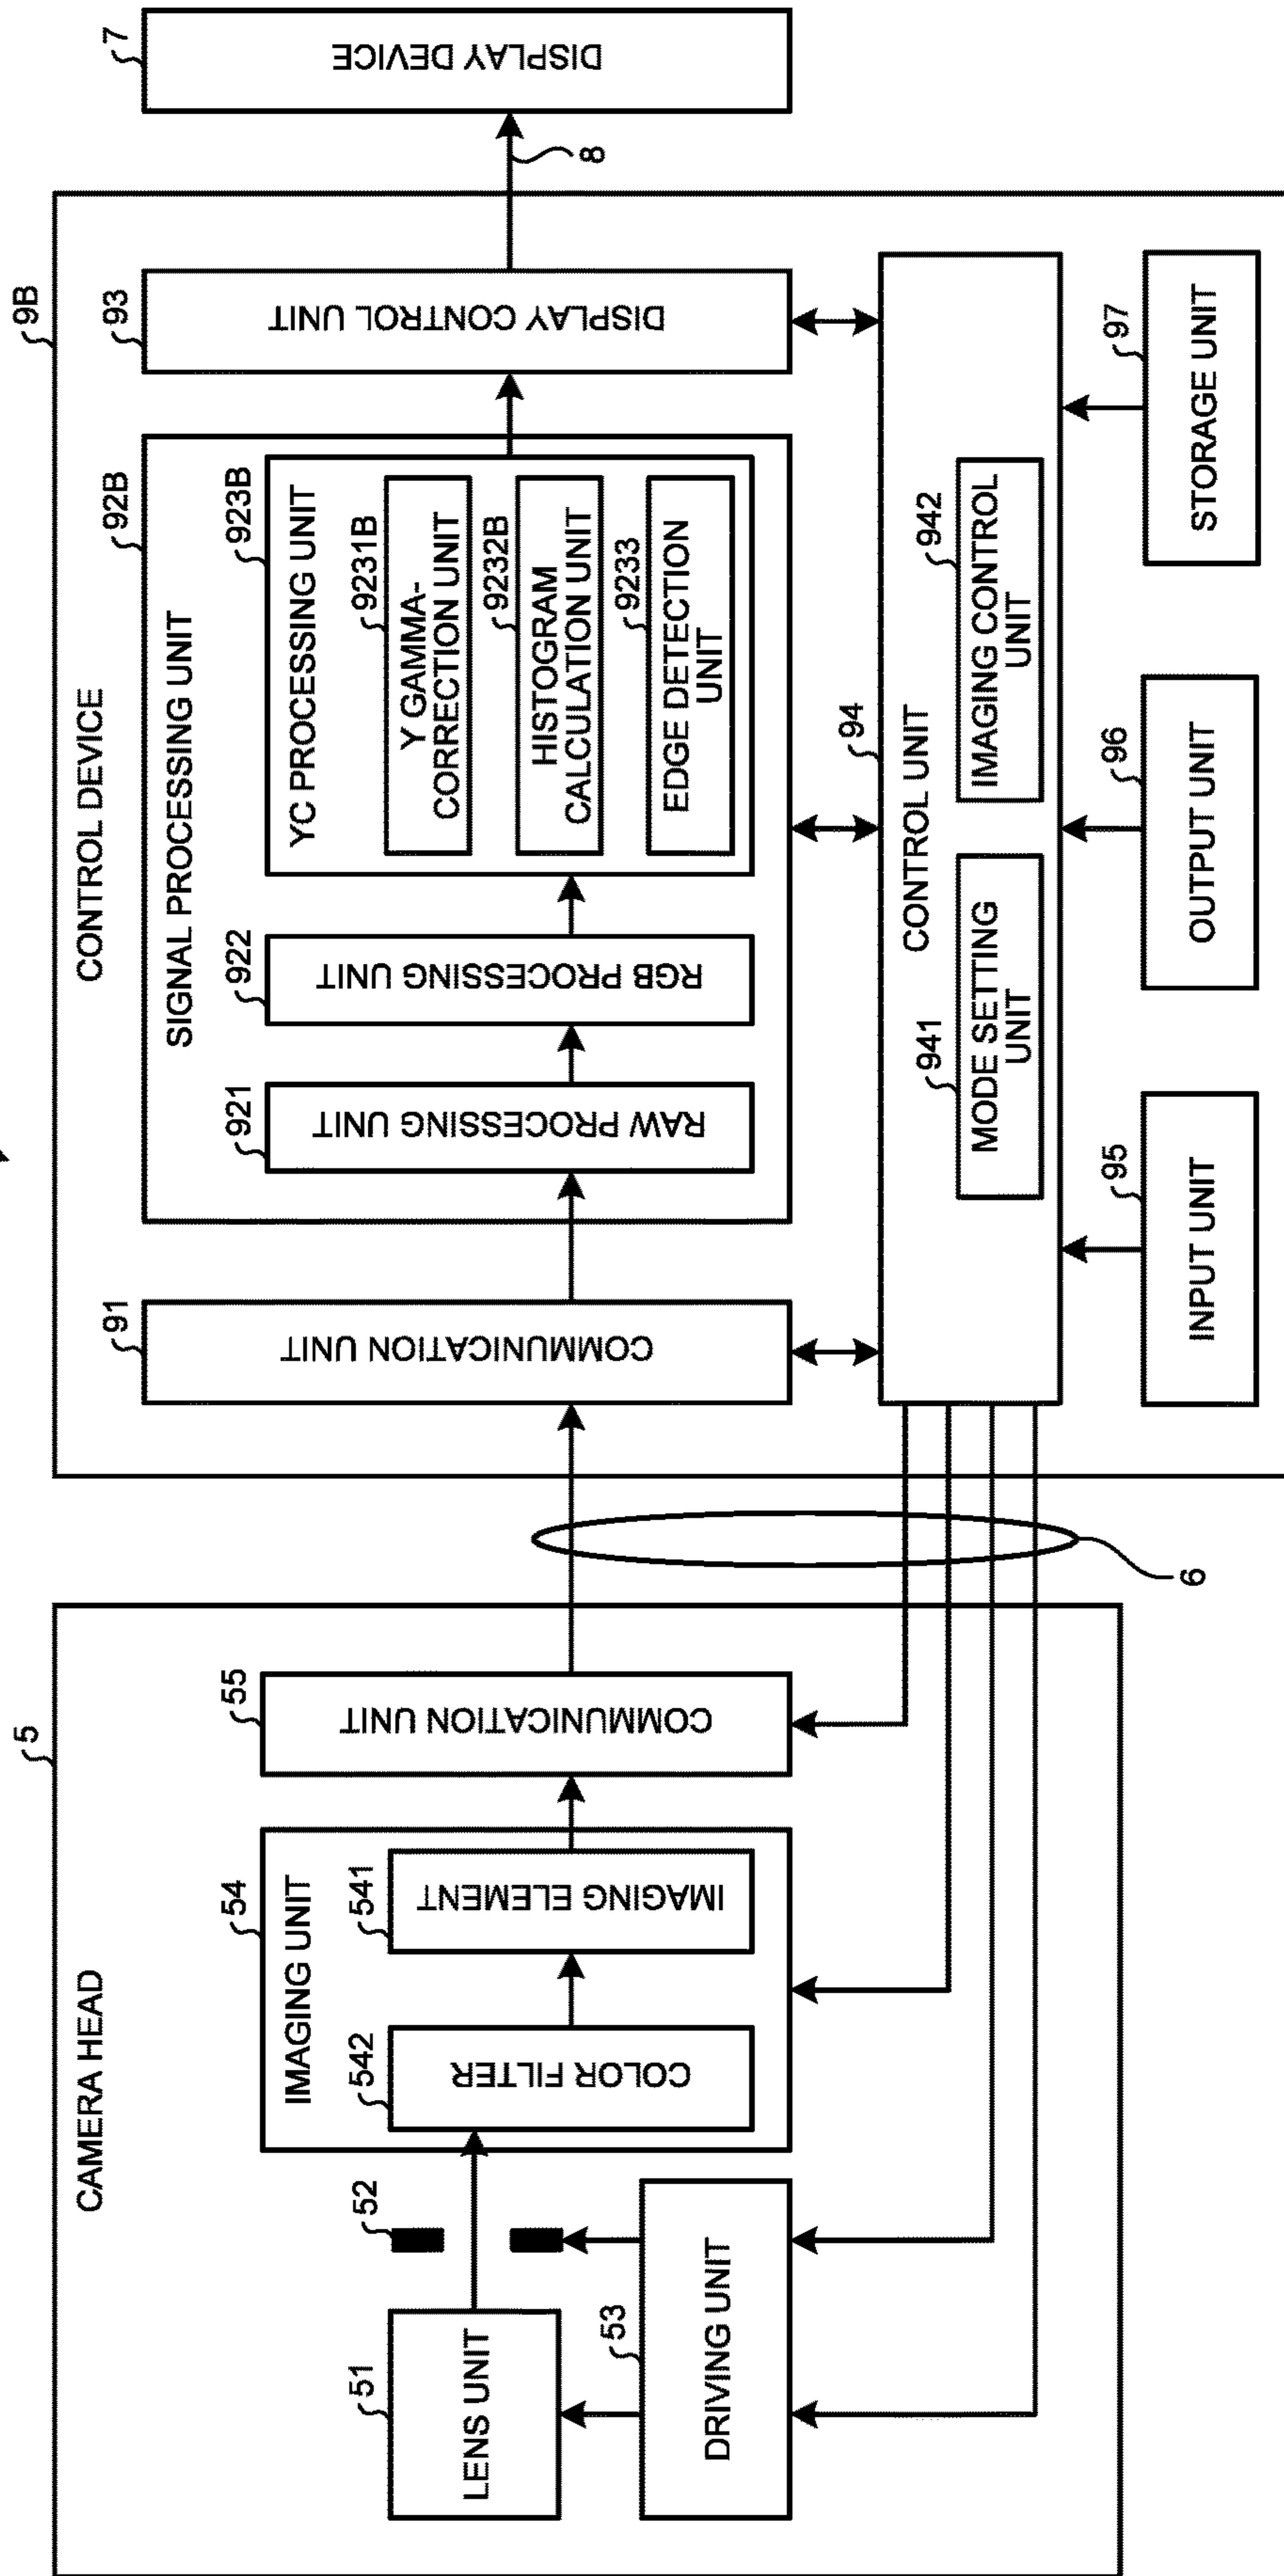 CAMERA HEAD
5
LENS UNIT
51
52
DRIVING UNIT
53
IMAGING UNIT
54
COLOR FILTER
542
IMAGING ELEMENT
541
COMMUNICATION UNIT
55
6
CONTROL DEVICE
9B
COMMUNICATION UNIT
91
SIGNAL PROCESSING UNIT
92B
RAW PROCESSING UNIT
921
RGB PROCESSING UNIT
922
YC PROCESSING UNIT
923B
Y GAMMA-
CORRECTION UNIT
9231B
HISTOGRAM
CALCULATION UNIT
9232B
EDGE DETECTION
UNIT
9233
DISPLAY CONTROL UNIT
93
CONTROL UNIT
94
MODE SETTING
UNIT
941
IMAGING CONTROL
UNIT
942
INPUT UNIT
95
OUTPUT UNIT
96
STORAGE UNIT
97
8
DISPLAY DEVICE
7